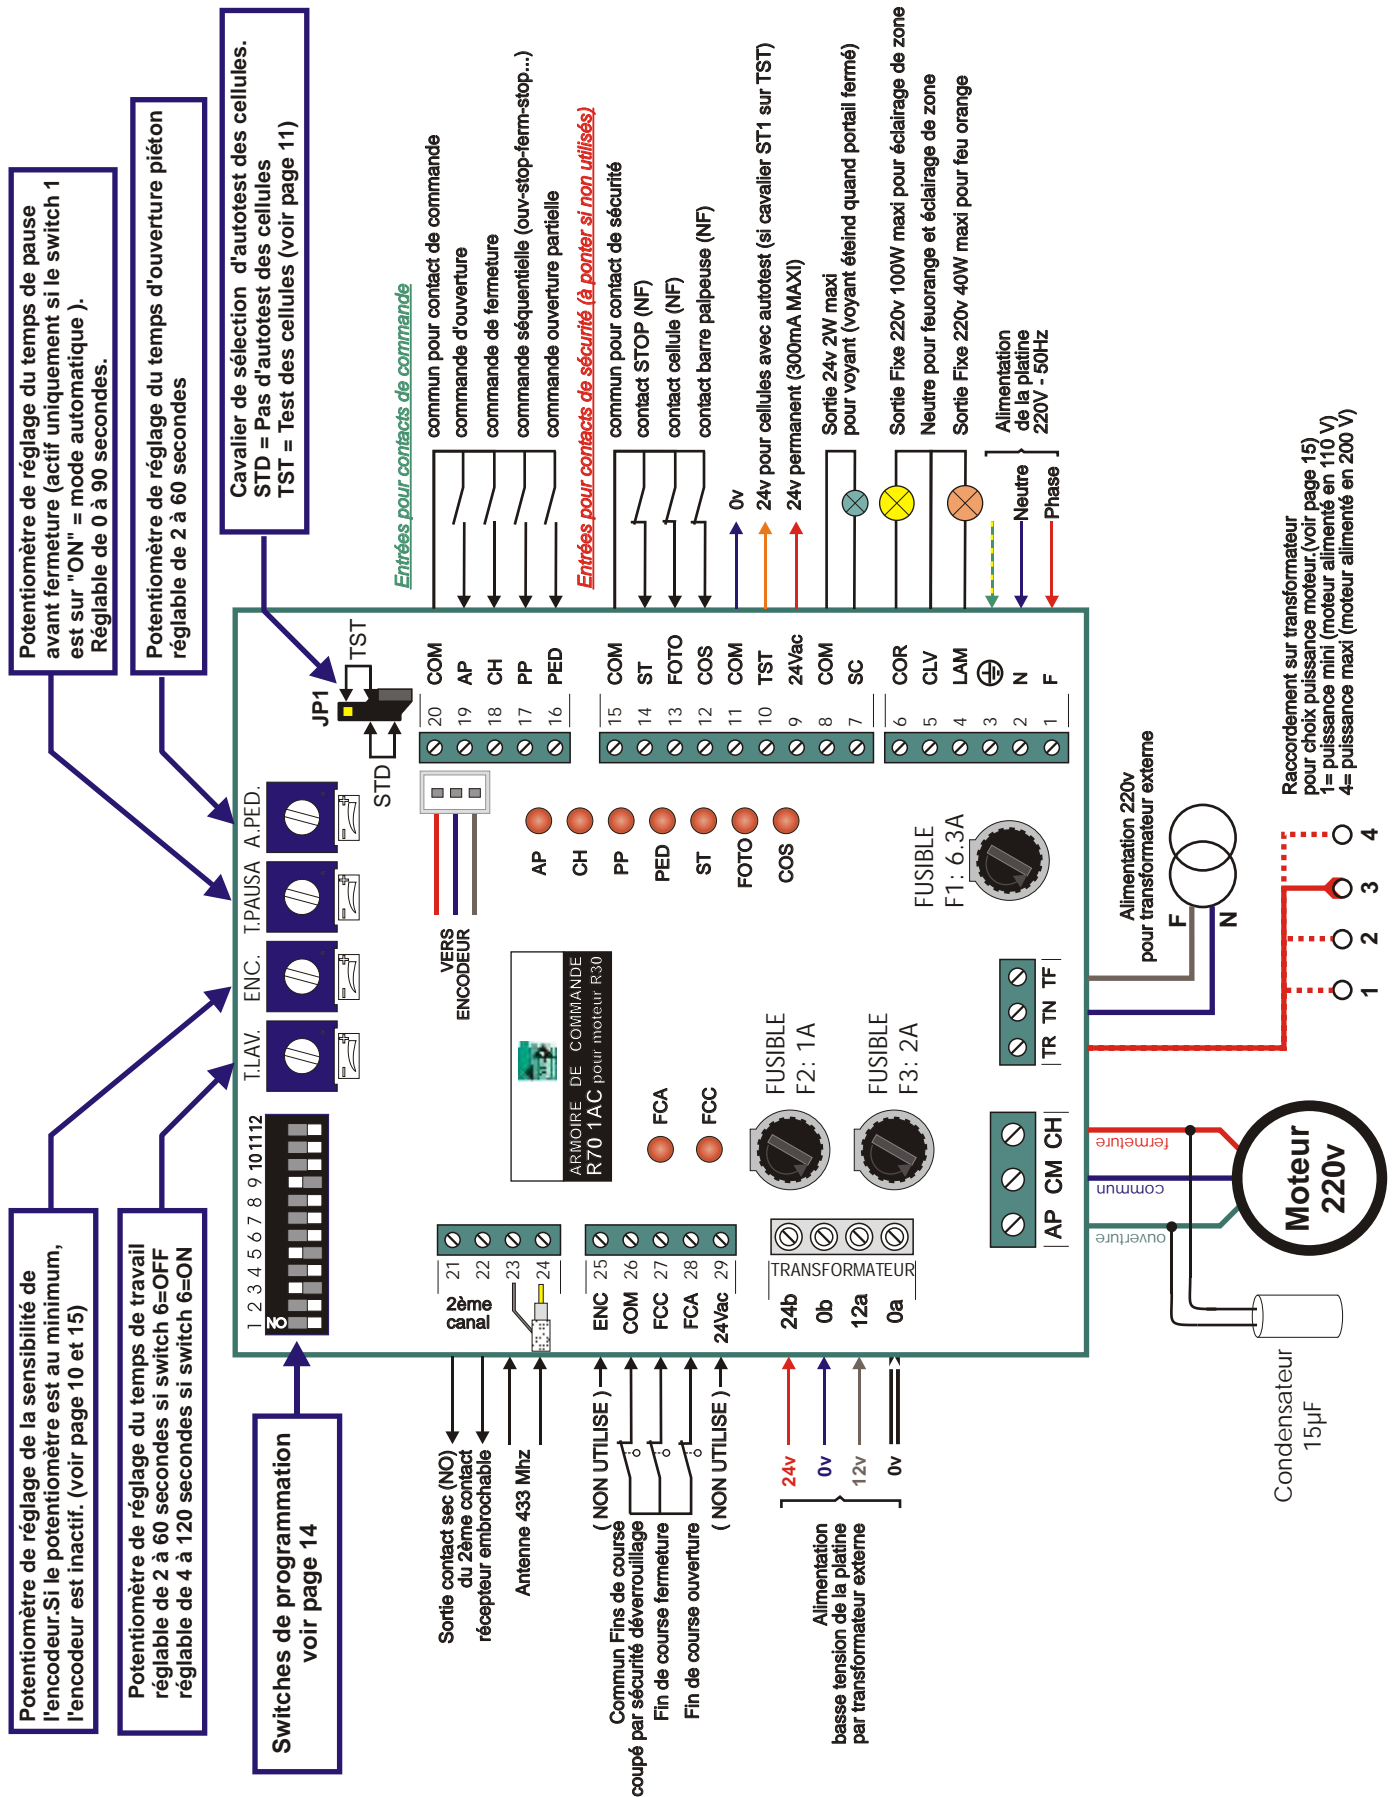 Potentiomètre de réglage de la sensibilité de
l'encodeur.Si le potentiomètre est au minimum,
l'encodeur est inactif. (voir page 10 et 15)
Potentiomètre de réglage du temps de travail
réglable de 2 à 60 secondes si switch 6=OFF
réglable de 4 à 120 secondes si switch 6=ON
Switches de programmation
voir page 14
Potentiomètre de réglage du temps de pause
avant fermeture (actif uniquement si le switch 1
est sur "ON" = mode automatique ).
Réglable de 0 à 90 secondes.
Potentiomètre de réglage du temps d'ouverture piéton
réglable de 2 à 60 secondes
Cavalier de sélection d'autotest des cellules.
STD = Pas d'autotest des cellules
TST = Test des cellules (voir page 11)
1 2 3 4 5 6 7 8 9 10 11 12
NO
T.LAV.
ENC.
T.PAUSA
A.PED.
JP1
STD
TST
Sortie contact sec (NO)
du 2ème contact
récepteur embrochable
Antenne 433 Mhz
2ème
canal
21
22
23
24
( NON UTILISE )
Commun Fins de course
coupé par sécurité déverrouillage
Fin de course fermeture
Fin de course ouverture
( NON UTILISE )
ENC 25
COM 26
FCC 27
FCA 28
24Vac 29
Alimentation
basse tension de la platine
par transformateur externe
24v
0v
12v
0v
24b
0b
12a
0a
TRANSFORMATEUR
VERS
ENCODEUR
ARMOIRE DE COMMANDE
R70 1AC pour moteur R30
FCA
FCC
AP
CH
PP
PED
ST
FOTO
COS
FUSIBLE
F1: 6.3A
FUSIBLE
F2: 1A
FUSIBLE
F3: 2A
Entrées pour contacts de commande
20 COM commun pour contact de commande
19 AP commande d'ouverture
18 CH commande de fermeture
17 PP commande séquentielle (ouv-stop-ferm-stop...)
16 PED commande ouverture partielle
Entrées pour contacts de sécurité (à ponter si non utilisés)
15 COM commun pour contact de sécurité
14 ST contact STOP (NF)
13 FOTO contact cellule (NF)
12 COS contact barre palpeuse (NF)
11 COM 0v
10 TST 24v pour cellules avec autotest (si cavalier ST1 sur TST)
9 24Vac 24v permanent (300mA MAXI)
8 COM
7 SC
Sortie 24v 2W maxi
pour voyant (voyant éteind quand portail fermé)
6 COR Sortie Fixe 220v 100W maxi pour éclairage de zone
5 CLV Neutre pour feuorange et éclairage de zone
4 LAM Sortie Fixe 220v 40W maxi pour feu orange
3
2 N Neutre
1 F Phase
Alimentation
de la platine
220V - 50Hz
AP CM CH
TR TN TF
ouverture
commun
fermeture
Condensateur
15µF
Moteur
220v
Alimentation 220v
pour transformateur externe
F
N
1
2
3
4
Raccordement sur transformateur
pour choix puissance moteur.(voir page 15)
1= puissance mini (moteur alimenté en 110 V)
4= puissance maxi (moteur alimenté en 200 V)